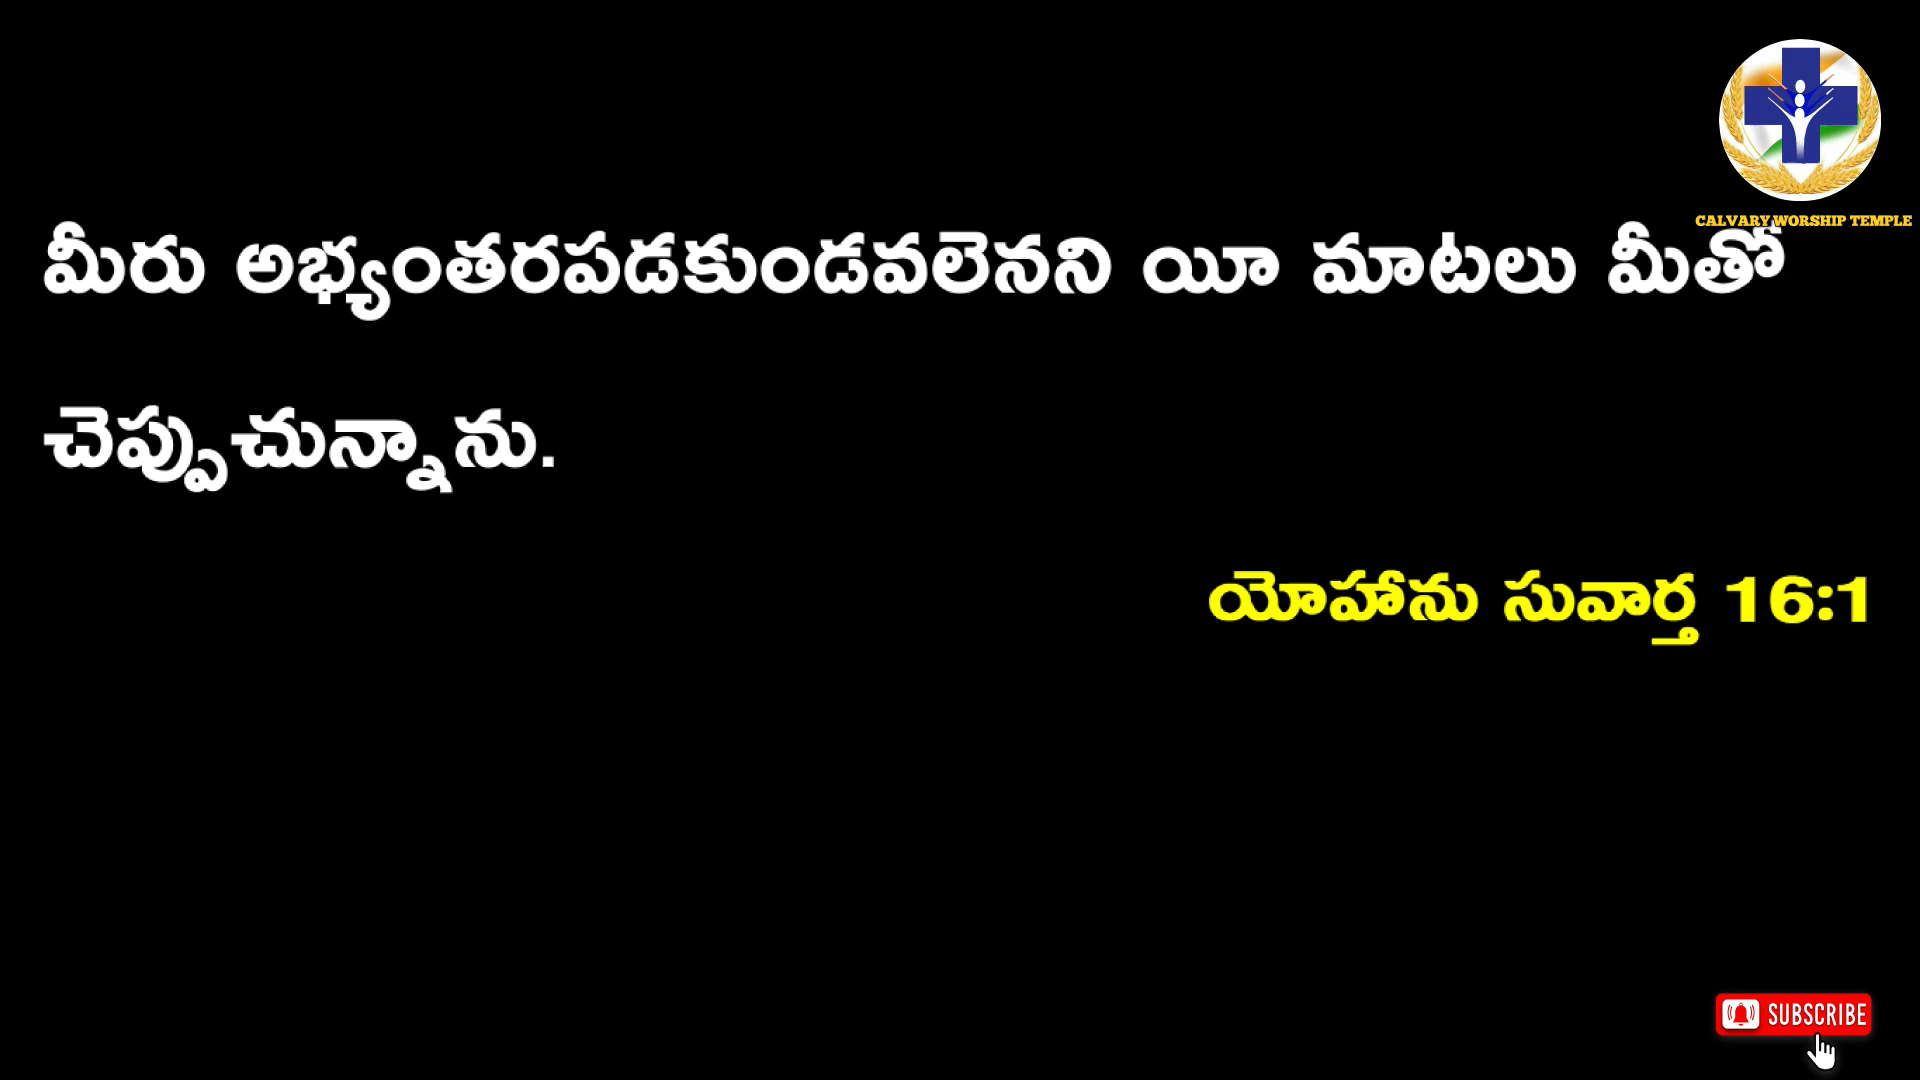 CALVARY WORSHIP TEMPLE
మీరు అభ్యంతరపడకుండవలెనని యీ మాటలు మీతో
చెప్పుచున్నాను.
యోహాను సువార్త 16:1
SUBSCRIBE